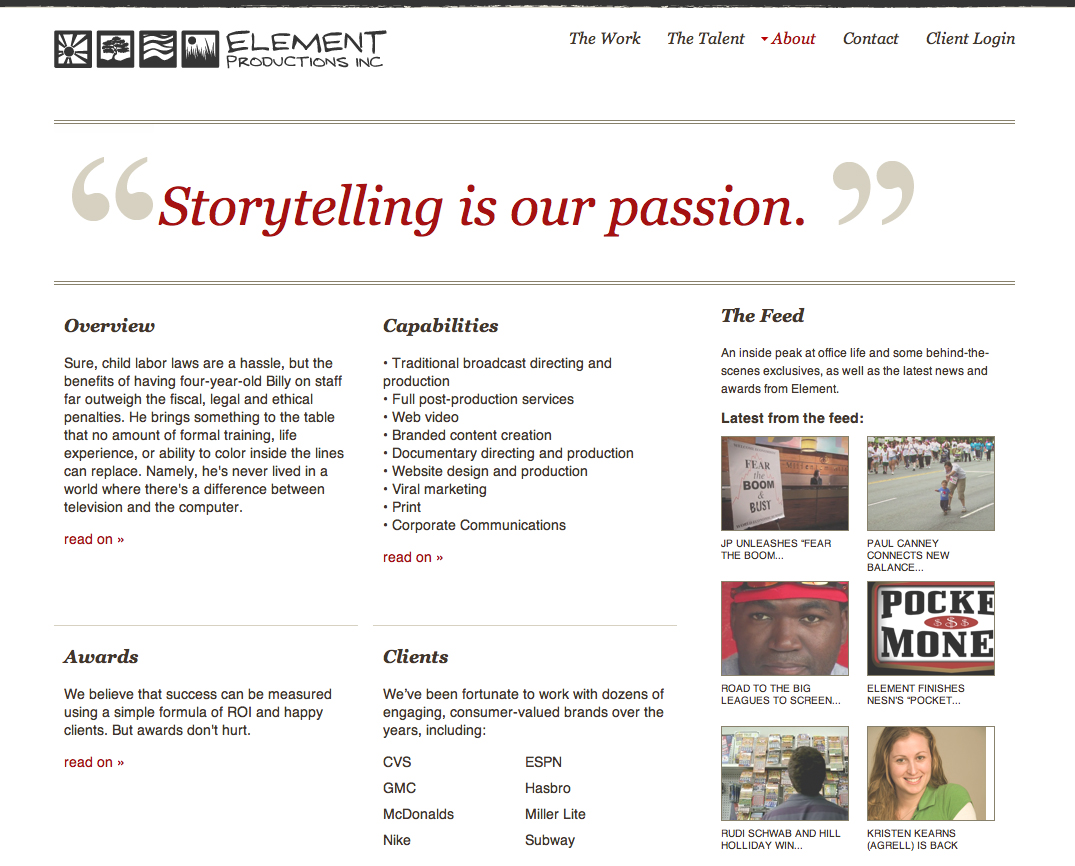 ELEMENT
PRODUCTIONS INC
The Work
The Talent
About
Contact
Client Login
“Storytelling is our passion. ”
Overview
Sure, child labor laws are a hassle, but the
benefits of having four-year-old Billy on staff
far outweigh the fiscal, legal and ethical
penalties. He brings something to the table
that no amount of formal training, life
experience, or ability to color inside the lines
can replace. Namely, he's never lived in a
world where there's a difference between
television and the computer.
read on »
Capabilities
• Traditional broadcast directing and
production
• Full post-production services
• Web video
• Branded content creation
• Documentary directing and production
• Website design and production
• Viral marketing
• Print
• Corporate Communications
read on »
Awards
We believe that success can be measured
using a simple formula of ROI and happy
clients. But awards don't hurt.
read on »
Clients
We've been fortunate to work with dozens of
engaging, consumer-valued brands over the
years, including:
CVS
ESPN
GMC
Hasbro
McDonalds
Miller Lite
Nike
Subway
The Feed
An inside peak at office life and some behind-the-
scenes exclusives, as well as the latest news and
awards from Element.
Latest from the feed:
FEAR
the
BOOM
&
BUSY
JP UNLEASHES "FEAR
THE BOOM...
PAUL CANNEY
CONNECTS NEW
BALANCE...
ROAD TO THE BIG
LEAGUES TO SCREEN...
POCKE
$$$
MONE
ELEMENT FINISHES
NESN'S "POCKET...
RUDI SCHWAB AND HILL
HOLLIDAY WIN...
KRISTEN KEARNS
(AGRELL) IS BACK